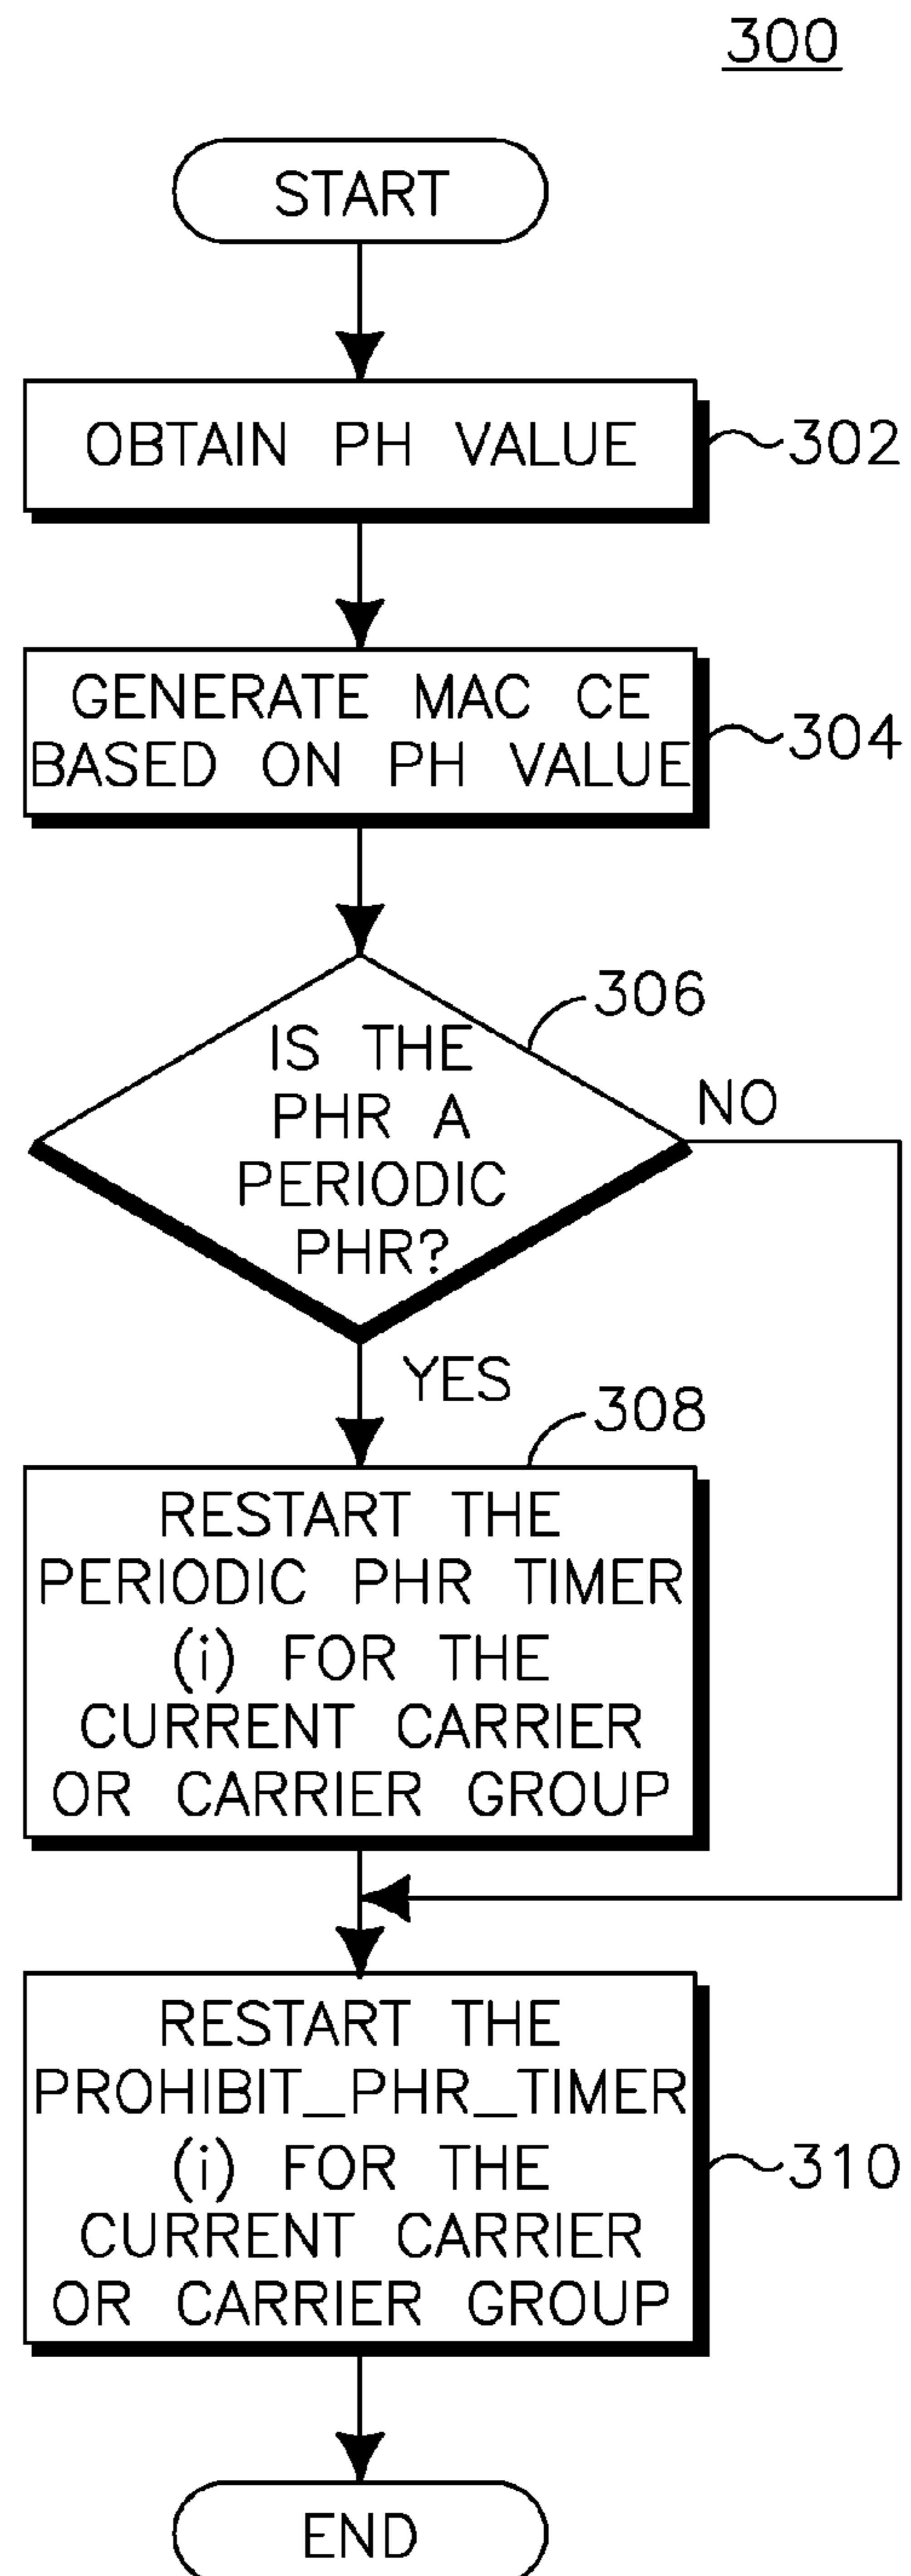 300
START
OBTAIN PH VALUE
302
GENERATE MAC CE
BASED ON PH VALUE
304
306
IS THE
PHR A
PERIODIC
PHR?
NO
YES
308
RESTART THE
PERIODIC PHR TIMER
(i) FOR THE
CURRENT CARRIER
OR CARRIER GROUP
RESTART THE
PROHIBIT_PHR_TIMER
(i) FOR THE
CURRENT CARRIER
OR CARRIER GROUP
310
END